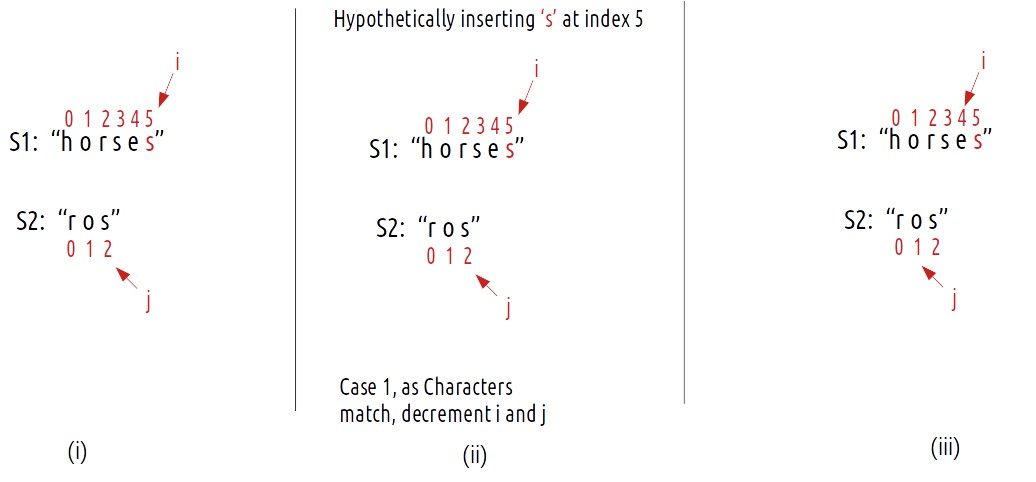 i
0 1 2 3 4 5
S1: “h o r s e s”
S2: “r o s”
0 1 2
j
(i)
Hypothetically inserting ‘s’ at index 5
i
0 1 2 3 4 5
S1: “h o r s e s”
S2: “r o s”
0 1 2
j
Case 1, as Characters
match, decrement i and j
(ii)
i
0 1 2 3 4 5
S1: “h o r s e s”
S2: “r o s”
0 1 2
j
(iii)